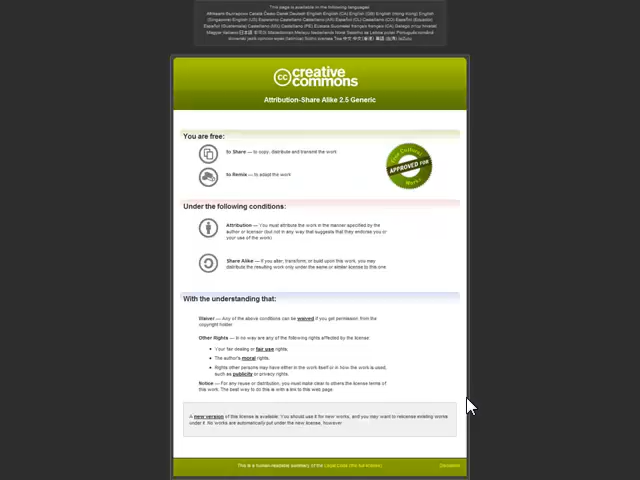 This page is available in the following languages:
creative
commons
Attribution-Share Alike 2.5 Generic
You are free:
to Share — to copy, distribute and transmit the work
to Remix — to adapt the work
APPROVED FOR
Under the following conditions:
Attribution — You must attribute the work in the manner specified by the
author or licensor (but not in any way that suggests that they endorse you or
your use of the work)
Share Alike — If you alter, transform, or build upon this work, you may
distribute the resulting work only under the same or similar license to this one
With the understanding that:
Waiver — Any of the above conditions can be waived if you get permission from the
copyright holder
Other Rights — In no way are any of the following rights affected by the license:
• Your fair dealing or fair use rights;
• The author's moral rights;
• Rights other persons may have either in the work itself or in how the work is used,
such as publicity or privacy rights.
Notice — For any reuse or distribution, you must make clear to others the license terms of
this work. The best way to do this is with a link to this web page.
A new version of this license is available. You should use it for new works, and you may want to relicense existing works
under it. No works are automatically put under the new license, however
This is a human-readable summary of the Legal Code (the full license).
Disclaimer